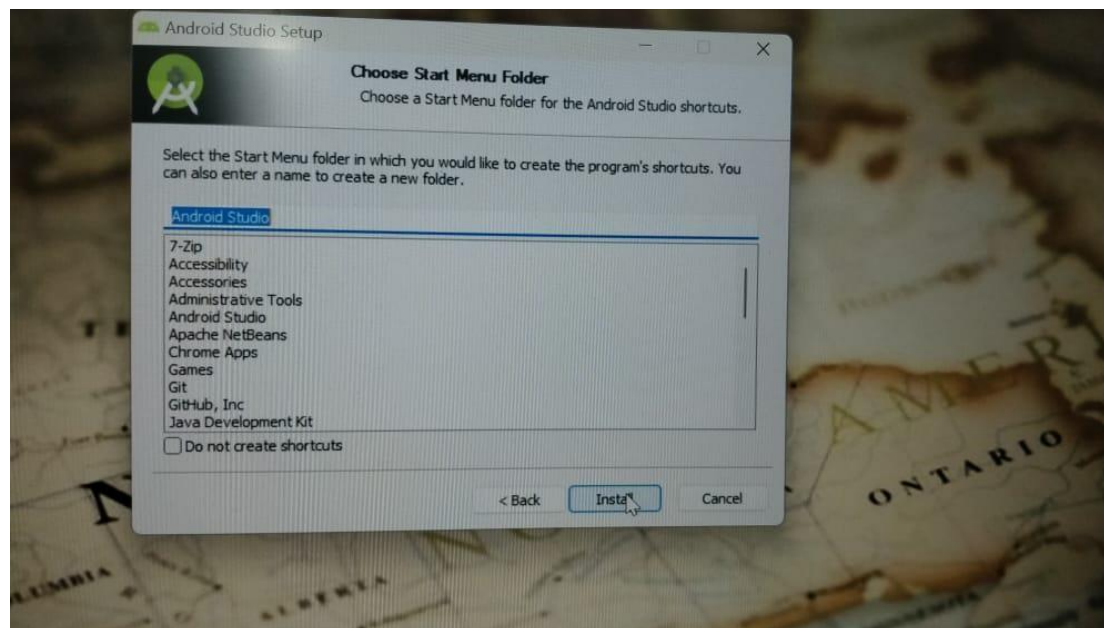 Android Studio Setup
Choose Start Menu Folder
Choose a Start Menu folder for the Android Studio shortcuts.
Select the Start Menu folder in which you would like to create the program's shortcuts. You
can also enter a name to create a new folder.
Android Studio
7-Zip
Accessibility
Accessories
Administrative Tools
Android Studio
Apache NetBeans
Chrome Apps
Games
Git
GitHub, Inc
Java Development Kit
Do not create shortcuts
< Back
Install
Cancel
ONTARIO
ALBERTA